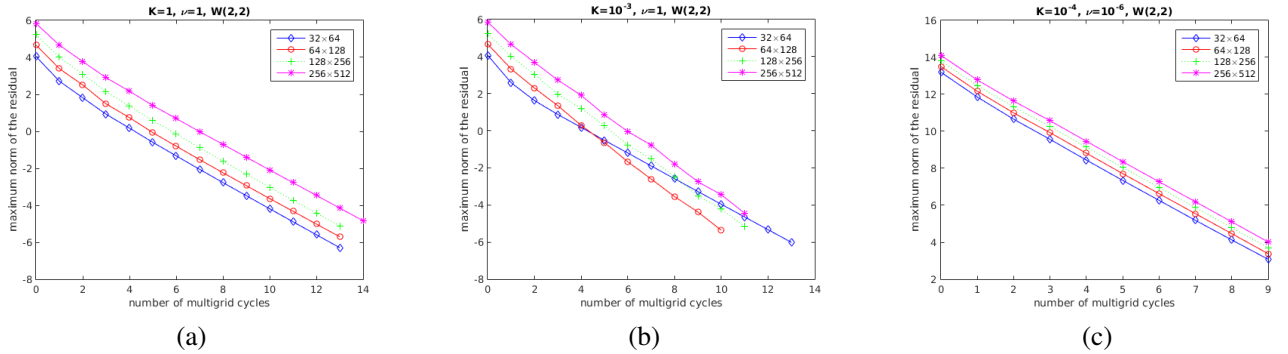 K=1, ν=1, W(2,2)
maximum norm of the residual
6
4
2
0
-2
-4
-6
-8
32×64
64×128
128×256
256×512
0 2 4 6 8 10 12 14
number of multigrid cycles
(a)
K=10⁻³, ν=1, W(2,2)
maximum norm of the residual
6
4
2
0
-2
-4
-6
-8
32×64
64×128
128×256
256×512
0 2 4 6 8 10 12 14
number of multigrid cycles
(b)
K=10⁻⁴, ν=10⁻⁶, W(2,2)
maximum norm of the residual
16
14
12
10
8
6
4
2
32×64
64×128
128×256
256×512
0 1 2 3 4 5 6 7 8 9
number of multigrid cycles
(c)